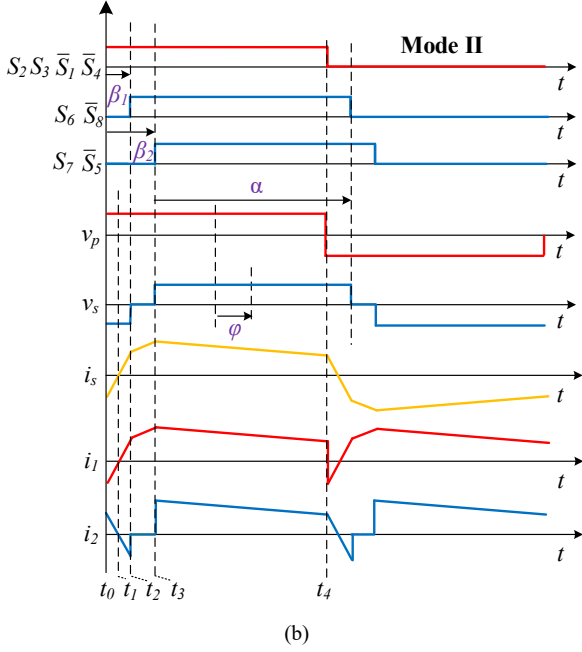 Mode II
S₂ S₃ S̅₁ S̅₄
t
β₁
S₆ S̅₈
t
β₂
S₇ S̅₅
t
α
vₚ
t
vₛ
t
φ
iₛ
t
i₁
t
i₂
t
t₀ t₁ t₂ t₃ t₄
(b)